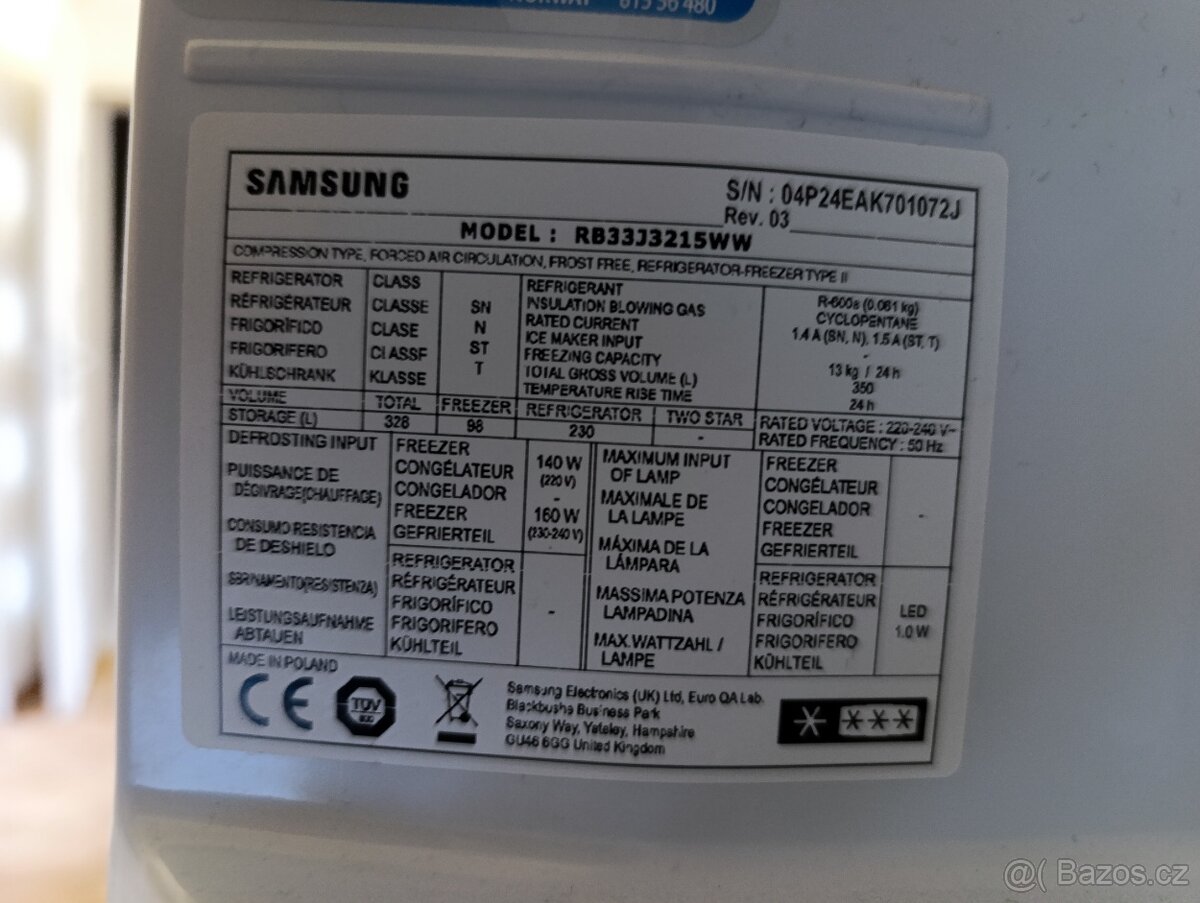 NORWAY 815 56 480
SAMSUNG
S/N : 04P24EAK701072J
Rev. 03
MODEL : RB33J3215WW
COMPRESSION TYPE, FORCED AIR CIRCULATION, FROST FREE, REFRIGERATOR-FREEZER TYPE II
REFRIGERATOR
RÉFRIGÉRATEUR
FRIGORÍFICO
FRIGORIFERO
KÜHLSCHRANK
CLASS
CLASSE
CLASE
CLASSE
KLASSE
SN
N
ST
T
REFRIGERANT
INSULATION BLOWING GAS
RATED CURRENT
ICE MAKER INPUT
FREEZING CAPACITY
TOTAL GROSS VOLUME (L)
TEMPERATURE RISE TIME
R-600a (0.061 kg)
CYCLOPENTANE
1.4 A (SN, N), 1.5 A (ST, T)
-
13 kg / 24 h
350
24 h
VOLUME
STORAGE (L)
TOTAL
328
FREEZER
98
REFRIGERATOR
230
TWO STAR
-
RATED VOLTAGE : 220-240 V~
RATED FREQUENCY : 50 Hz
DEFROSTING INPUT
PUISSANCE DE
DÉGIVRAGE(CHAUFFAGE)
CONSUMO RESISTENCIA
DE DESHIELO
SBRINAMENTO(RESISTENZA)
LEISTUNGSAUFNAHME
ABTAUEN
FREEZER
CONGÉLATEUR
CONGELADOR
FREEZER
GEFRIERTEIL
140 W
(220 V)
-
160 W
(230-240 V)
REFRIGERATOR
RÉFRIGÉRATEUR
FRIGORÍFICO
FRIGORIFERO
KÜHLTEIL
-
MAXIMUM INPUT
OF LAMP
MAXIMALE DE
LA LAMPE
MÁXIMA DE LA
LÁMPARA
MASSIMA POTENZA
LAMPADINA
MAX. WATTZAHL /
LAMPE
FREEZER
CONGÉLATEUR
CONGELADOR
FREEZER
GEFRIERTEIL
-
REFRIGERATOR
RÉFRIGÉRATEUR
FRIGORÍFICO
FRIGORIFERO
KÜHLTEIL
LED
1.0 W
MADE IN POLAND
CE
TÜV
Samsung Electronics (UK) Ltd, Euro QA Lab.
Blackbushe Business Park
Saxony Way, Yateley, Hampshire
GU46 6GG United Kingdom
@( Bazos.cz